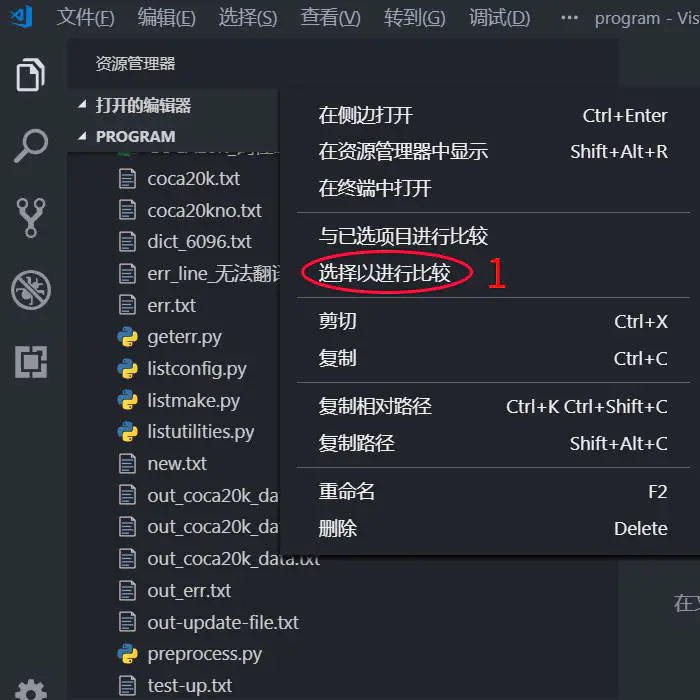 文件(F) 编辑(E) 选择(S) 查看(V) 转到(G) 调试(D) ··· program - Vis
资源管理器
打开的编辑器
PROGRAM
coca20k.txt
coca20kno.txt
dict_6096.txt
err_line_无法翻译
err.txt
geterr.py
listconfig.py
listmake.py
listutilities.py
new.txt
out_coca20k_da
out_coca20k_da
out_coca20k_data.txt
out_err.txt
out-update-file.txt
preprocess.py
test-up.txt
在侧边打开 Ctrl+Enter
在资源管理器中显示 Shift+Alt+R
在终端中打开
与已选项目进行比较
选择以进行比较 1
剪切 Ctrl+X
复制 Ctrl+C
复制相对路径 Ctrl+K Ctrl+Shift+C
复制路径 Shift+Alt+C
重命名 F2
删除 Delete
在